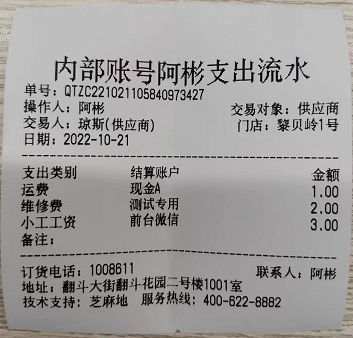 内部账号阿彬支出流水
单号: QTZC221021105840973427
操作人: 阿彬 交易对象: 供应商
交易人: 琼斯(供应商) 门店: 黎贝岭1号
日期: 2022-10-21
支出类别 结算账户 金额
运费 现金A 1.00
维修费 测试专用 2.00
小工工资 前台微信 3.00
备注:
订货电话: 1008611 联系人: 阿彬
地址: 翻斗大街翻斗花园二号楼1001室
技术支持: 芝麻地 服务热线: 400-622-8882